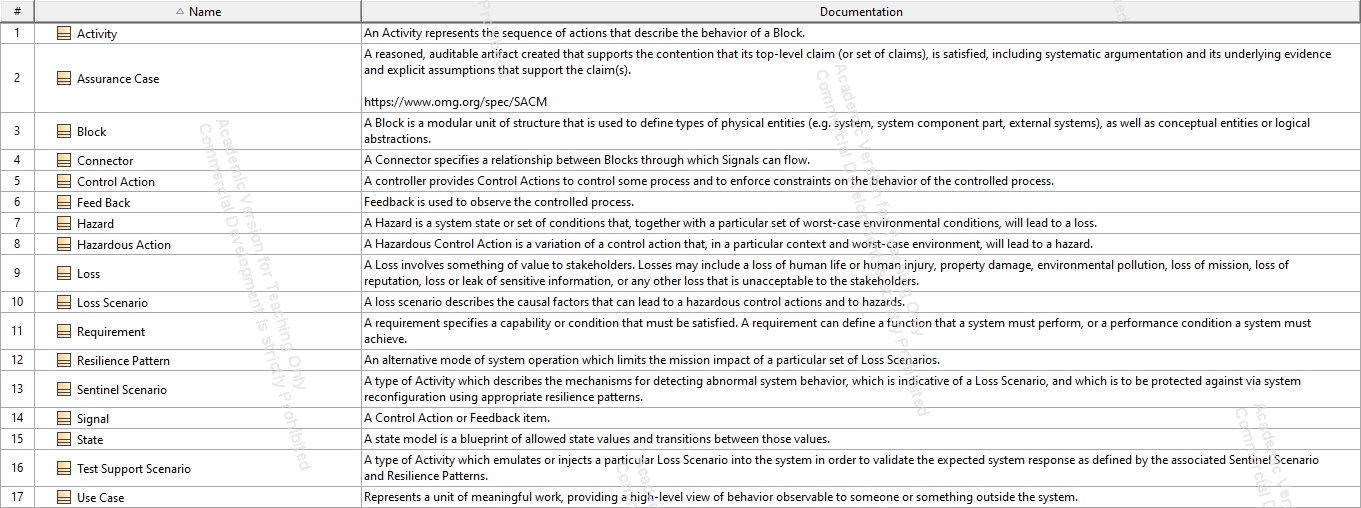 # Name Documentation
1 Activity An Activity represents the sequence of actions that describe the behavior of a Block.
2 Assurance Case A reasoned, auditable artifact created that supports the contention that its top-level claim (or set of claims), is satisfied, including systematic argumentation and its underlying evidence
and explicit assumptions that support the claim(s).
https://www.omg.org/spec/SACM
3 Block A Block is a modular unit of structure that is used to define types of physical entities (e.g. system, system component part, external systems), as well as conceptual entities or logical
abstractions.
4 Connector A Connector specifies a relationship between Blocks through which Signals can flow.
5 Control Action A controller provides Control Actions to control some process and to enforce constraints on the behavior of the controlled process.
6 Feed Back Feedback is used to observe the controlled process.
7 Hazard A Hazard is a system state or set of conditions that, together with a particular set of worst-case environmental conditions, will lead to a loss.
8 Hazardous Action A Hazardous Control Action is a variation of a control action that, in a particular context and worst-case environment, will lead to a hazard.
9 Loss A Loss involves something of value to stakeholders. Losses may include a loss of human life or human injury, property damage, environmental pollution, loss of mission, loss of
reputation, loss or leak of sensitive information, or any other loss that is unacceptable to the stakeholders.
10 Loss Scenario A loss scenario describes the causal factors that can lead to a hazardous control actions and to hazards.
11 Requirement A requirement specifies a capability or condition that must be satisfied. A requirement can define a function that a system must perform, or a performance condition a system must
achieve.
12 Resilience Pattern An alternative mode of system operation which limits the mission impact of a particular set of Loss Scenarios.
13 Sentinel Scenario A type of Activity which describes the mechanisms for detecting abnormal system behavior, which is indicative of a Loss Scenario, and which is to be protected against via system
reconfiguration using appropriate resilience patterns.
14 Signal A Control Action or Feedback item.
15 State A state model is a blueprint of allowed state values and transitions between those values.
16 Test Support Scenario A type of Activity which emulates or injects a particular Loss Scenario into the system in order to validate the expected system response as defined by the associated Sentinel Scenario
and Resilience Patterns.
17 Use Case Represents a unit of meaningful work, providing a high-level view of behavior observable to someone or something outside the system.
Academic Version for Teaching Only
Commercial Development is strictly Prohibited